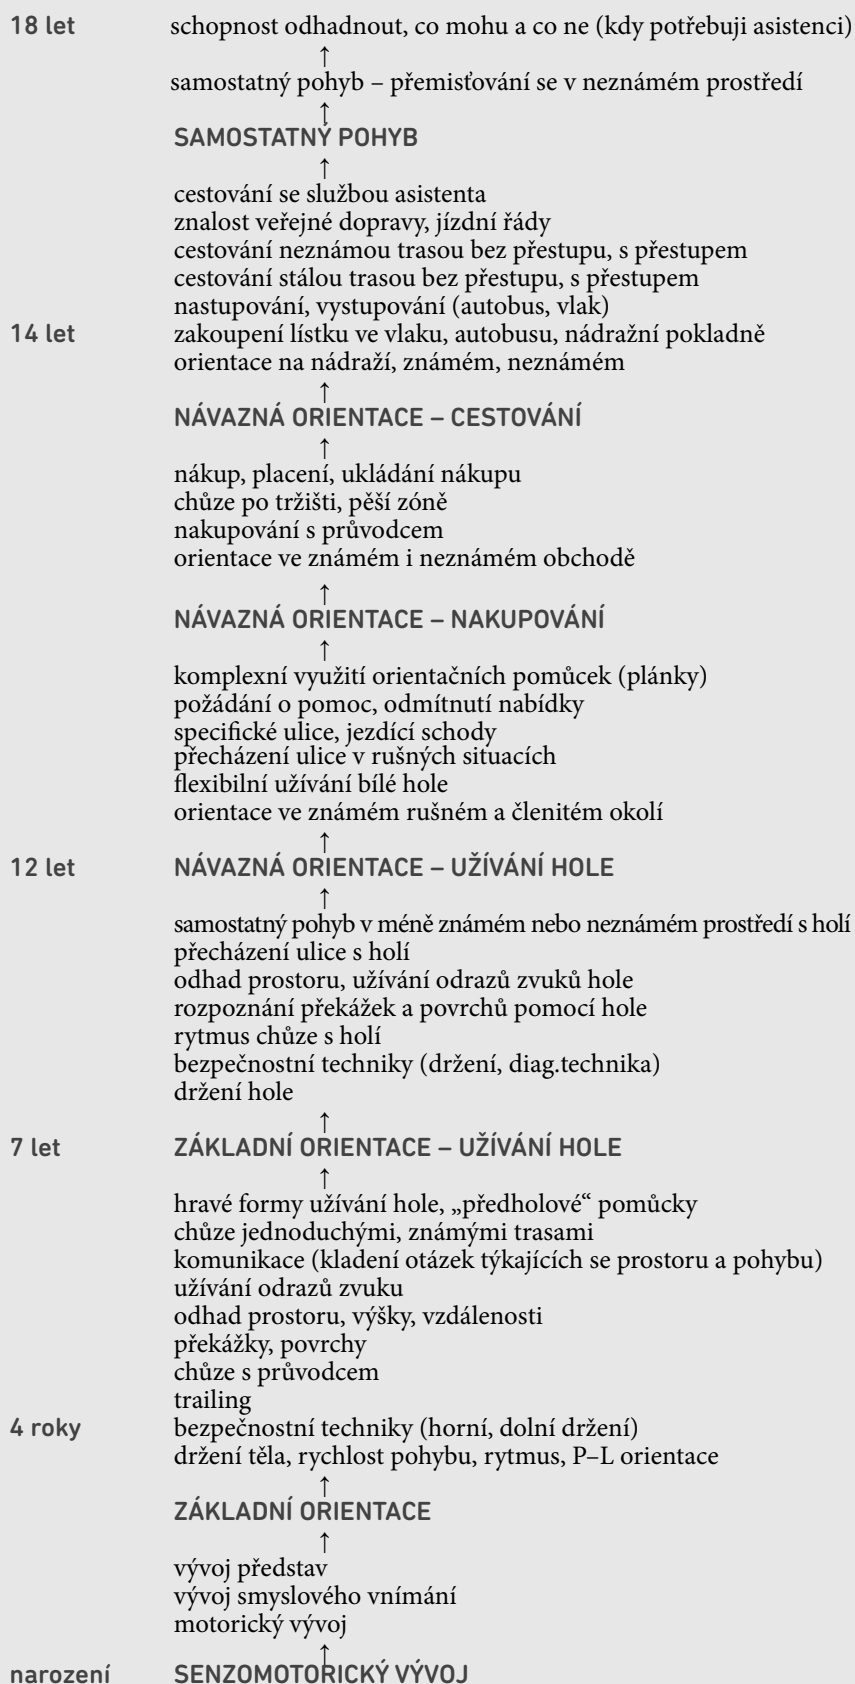 18 let schopnost odhadnout, co mohu a co ne (kdy potřebuji asistenci)
↑
samostatný pohyb – přemisťování se v neznámém prostředí
↑
SAMOSTATNÝ POHYB
↑
cestování se službou asistenta
znalost veřejné dopravy, jízdní řády
cestování neznámou trasou bez přestupu, s přestupem
cestování stálou trasou bez přestupu, s přestupem
nastupování, vystupování (autobus, vlak)
14 let zakoupení lístku ve vlaku, autobusu, nádražní pokladně
orientace na nádraží, známém, neznámém
↑
NÁVAZNÁ ORIENTACE – CESTOVÁNÍ
↑
nákup, placení, ukládání nákupu
chůze po tržišti, pěší zóně
nakupování s průvodcem
orientace ve známém i neznámém obchodě
↑
NÁVAZNÁ ORIENTACE – NAKUPOVÁNÍ
↑
komplexní využití orientačních pomůcek (plánky)
požádání o pomoc, odmítnutí nabídky
specifické ulice, jezdící schody
přecházení ulice v rušných situacích
flexibilní užívání bílé hole
orientace ve známém rušném a členitém okolí
↑
12 let NÁVAZNÁ ORIENTACE – UŽÍVÁNÍ HOLE
↑
samostatný pohyb v méně známém nebo neznámém prostředí s holí
přecházení ulice s holí
odhad prostoru, užívání odrazů zvuků hole
rozpoznání překážek a povrchů pomocí hole
rytmus chůze s holí
bezpečnostní techniky (držení, diag.technika)
držení hole
↑
7 let ZÁKLADNÍ ORIENTACE – UŽÍVÁNÍ HOLE
↑
hravé formy užívání hole, „předholové“ pomůcky
chůze jednoduchými, známými trasami
komunikace (kladení otázek týkajících se prostoru a pohybu)
užívání odrazů zvuku
odhad prostoru, výšky, vzdálenosti
překážky, povrchy
chůze s průvodcem
trailing
4 roky bezpečnostní techniky (horní, dolní držení)
držení těla, rychlost pohybu, rytmus, P–L orientace
↑
ZÁKLADNÍ ORIENTACE
↑
vývoj představ
vývoj smyslového vnímání
motorický vývoj
↑
narození SENZOMOTORICKÝ VÝVOJ